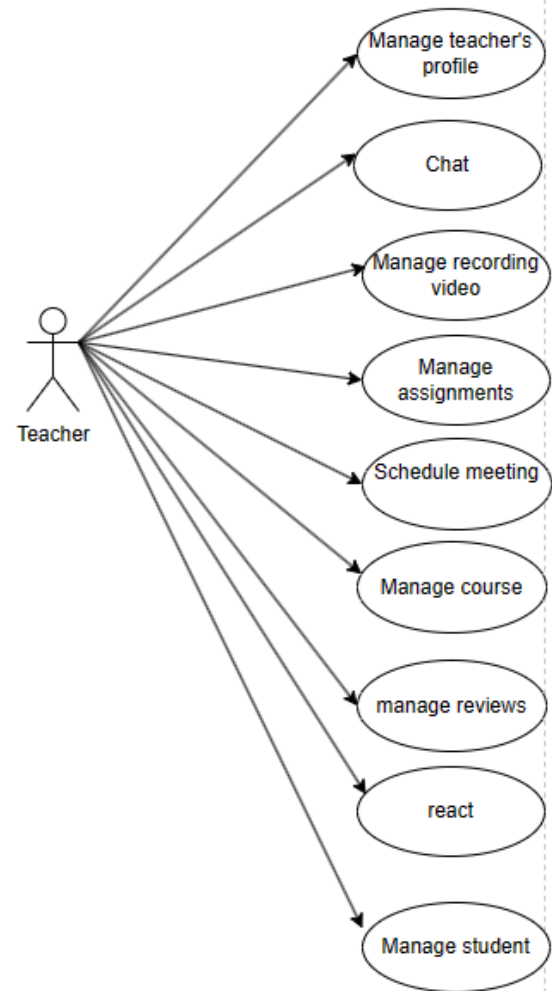 Manage teacher's
profile
Chat
Manage recording
video
Manage
assignments
Teacher
Schedule meeting
Manage course
manage reviews
react
Manage student